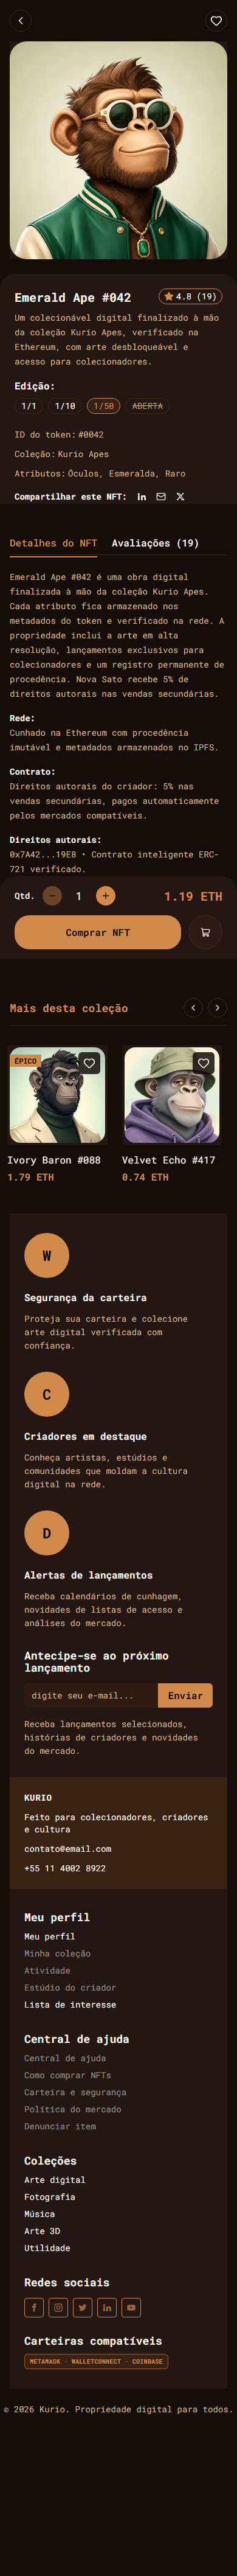 Emerald Ape #042
4.8 (19)
Um colecionável digital finalizado à mão
da coleção Kurio Apes, verificado na
Ethereum, com arte desbloqueável e
acesso para colecionadores.
Edição:
1/1 1/10 1/50 ABERTA
ID do token: #0042
Coleção: Kurio Apes
Atributos: Óculos, Esmeralda, Raro
Compartilhar este NFT:
Detalhes do NFT Avaliações (19)
Emerald Ape #042 é uma obra digital
finalizada à mão da coleção Kurio Apes.
Cada atributo fica armazenado nos
metadados do token e verificado na rede. A
propriedade inclui a arte em alta
resolução, lançamentos exclusivos para
colecionadores e um registro permanente de
procedência. Nova Sato recebe 5% de
direitos autorais nas vendas secundárias.
Rede:
Cunhado na Ethereum com procedência
imutável e metadados armazenados no IPFS.
Contrato:
Direitos autorais do criador: 5% nas
vendas secundárias, pagos automaticamente
pelos mercados compatíveis.
Direitos autorais:
0x7A42...19E8 • Contrato inteligente ERC-
721 verificado.
Qtd. − 1 + 1.19 ETH
Comprar NFT
Mais desta coleção
ÉPICO
Ivory Baron #088
1.79 ETH
Velvet Echo #417
0.74 ETH
W
Segurança da carteira
Proteja sua carteira e colecione
arte digital verificada com
confiança.
C
Criadores em destaque
Conheça artistas, estúdios e
comunidades que moldam a cultura
digital na rede.
D
Alertas de lançamentos
Receba calendários de cunhagem,
novidades de listas de acesso e
análises do mercado.
Antecipe-se ao próximo
lançamento
digite seu e-mail... Enviar
Receba lançamentos selecionados,
histórias de criadores e novidades
do mercado.
KURIO
Feito para colecionadores, criadores
e cultura
contato@email.com
+55 11 4002 8922
Meu perfil
Meu perfil
Minha coleção
Atividade
Estúdio do criador
Lista de interesse
Central de ajuda
Central de ajuda
Como comprar NFTs
Carteira e segurança
Política do mercado
Denunciar item
Coleções
Arte digital
Fotografia
Música
Arte 3D
Utilidade
Redes sociais
Carteiras compatíveis
METAMASK · WALLETCONNECT · COINBASE
© 2026 Kurio. Propriedade digital para todos.